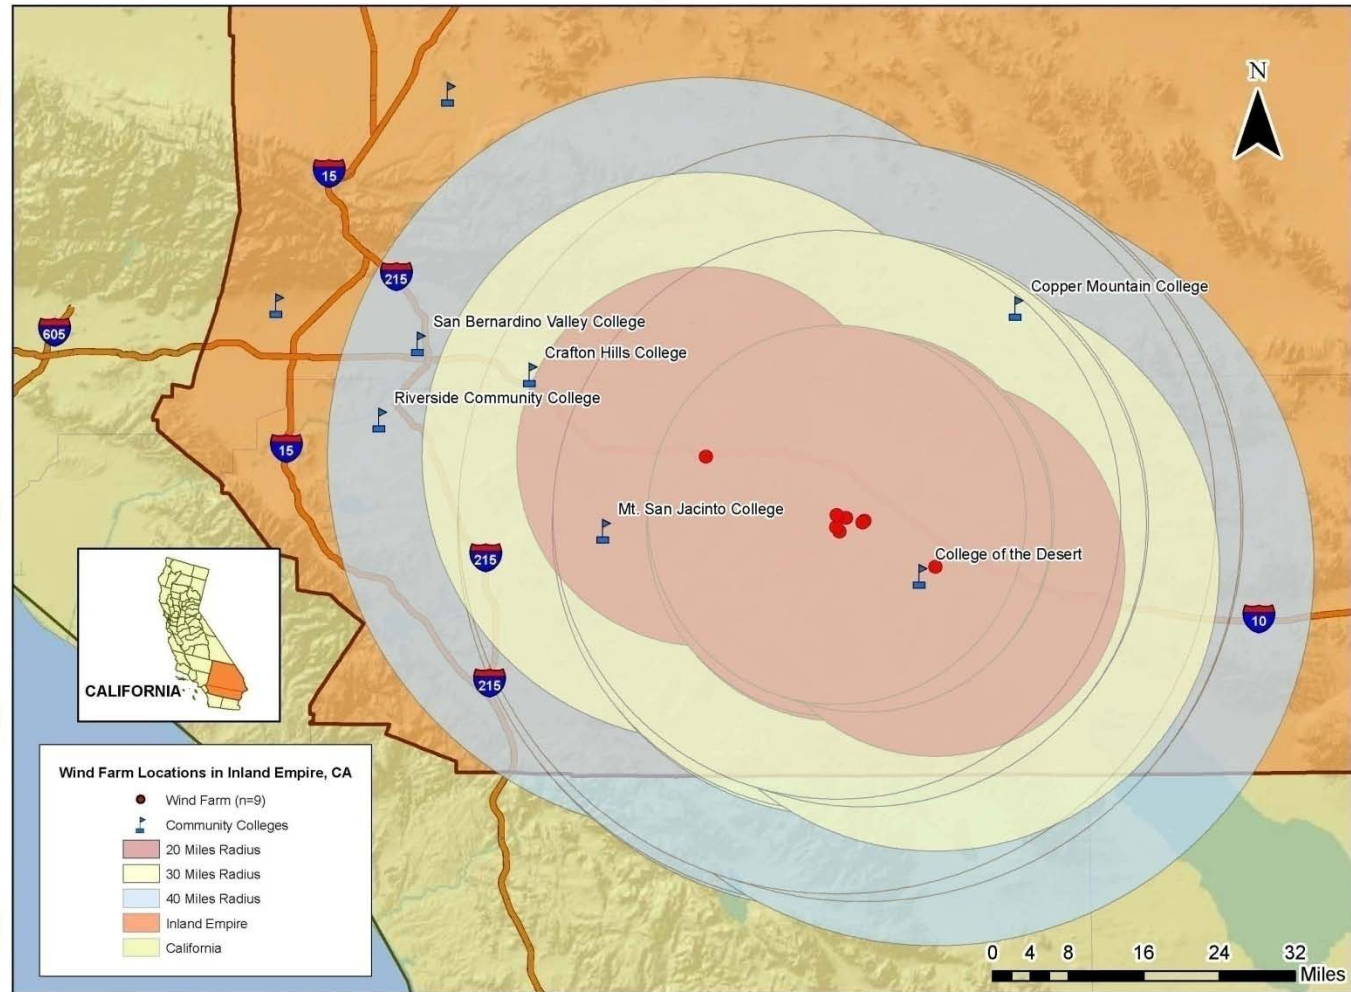 N
15
215
Copper Mountain College
San Bernardino Valley College
605
Crafton Hills College
Riverside Community College
15
Mt. San Jacinto College
College of the Desert
215
10
215
CALIFORNIA
Wind Farm Locations in Inland Empire, CA
Wind Farm (n=9)
Community Colleges
20 Miles Radius
30 Miles Radius
40 Miles Radius
Inland Empire
California
0 4 8 16 24 32
Miles